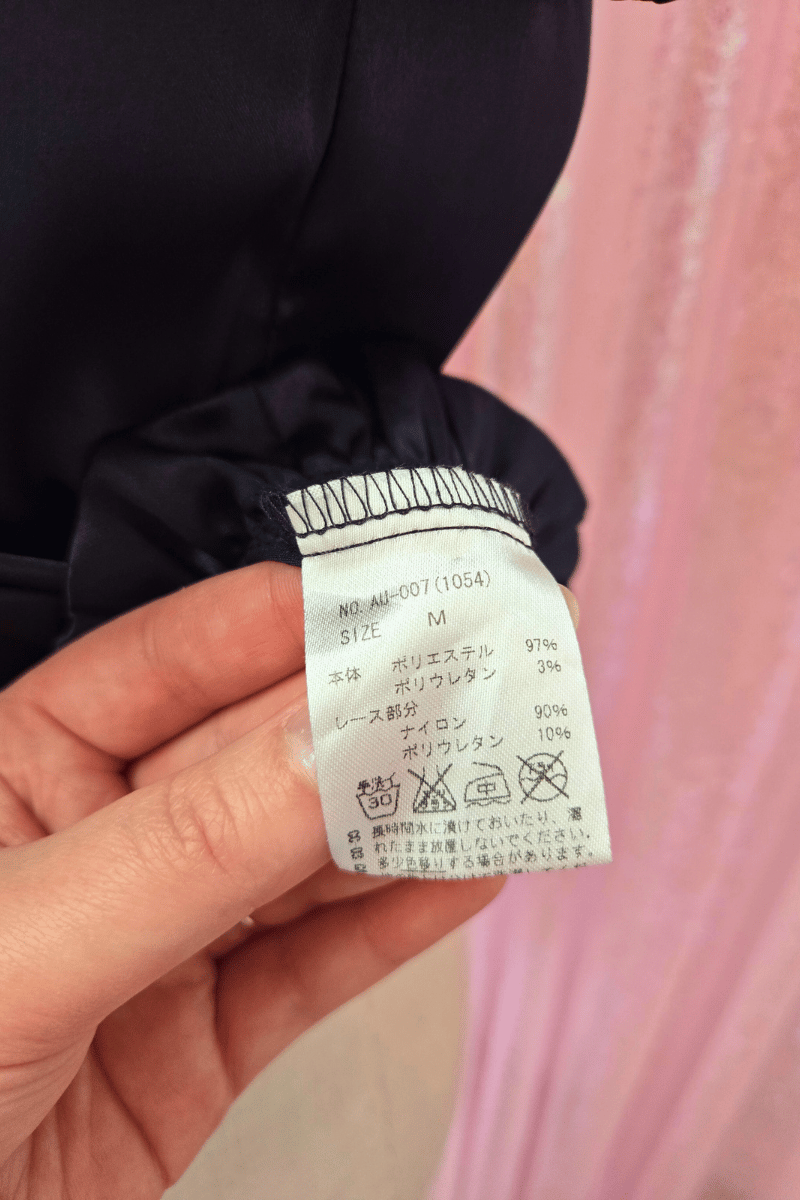 NO. AU-007(1054)
SIZE M
本体 ポリエステル 97%
ポリウレタン 3%
レース部分
ナイロン 90%
ポリウレタン 10%
手洗イ
30
中
長時間水に漬けておいたり、濡
れたまま放置しないでください。
多少色移りする場合があります。